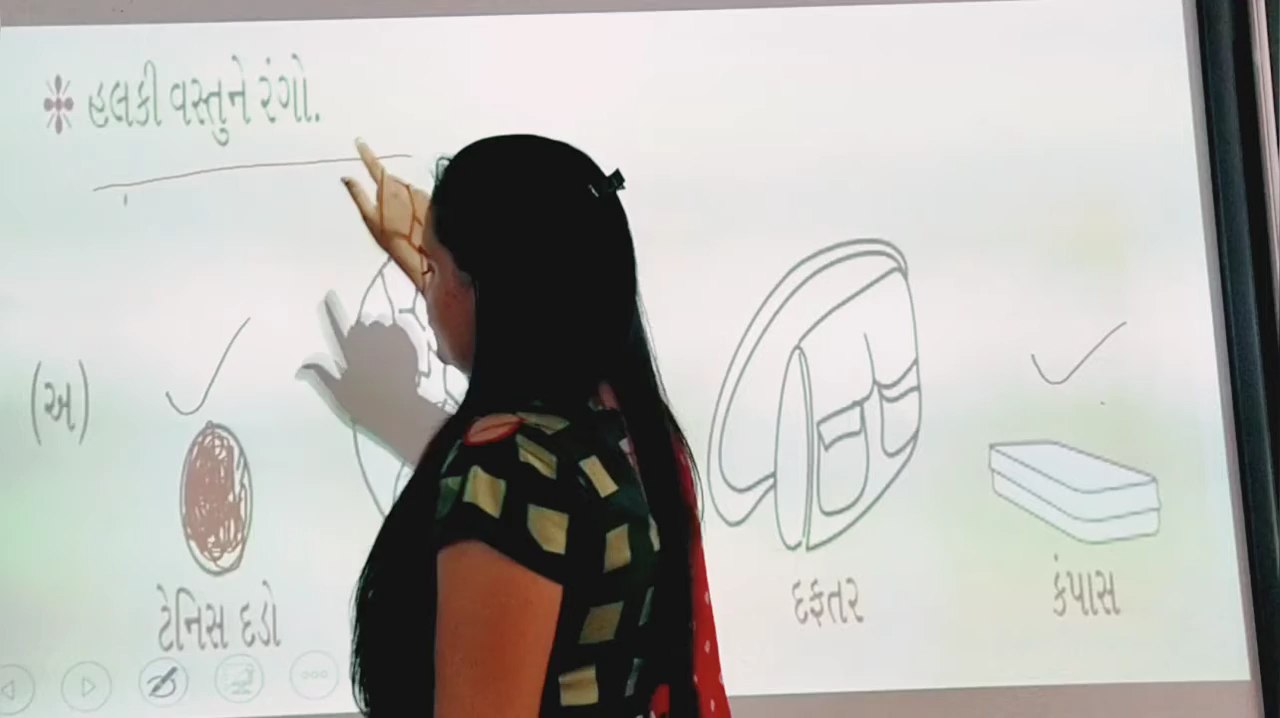 હલકી વસ્તુને રંગો.
(અ)
ટેનિસ દડો
દફતર
કંપાસ